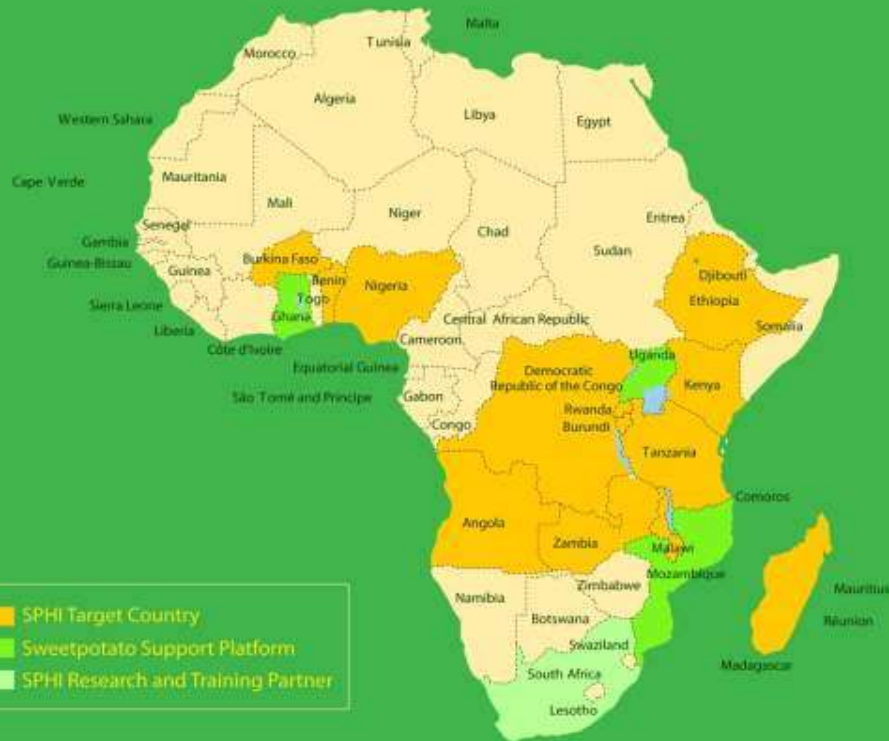 Malta
Tunisia
Morocco
Algeria
Libya
Egypt
Western Sahara
Cape Verde
Mauritania
Mali
Niger
Chad
Sudan
Eritrea
Senegal
Gambia
Guinea-Bissau
Guinea
Burkina Faso
Benin
Nigeria
Togo
Ghana
Djibouti
Ethiopia
Somalia
Sierra Leone
Liberia
Côte d'Ivoire
Central African Republic
Cameroon
Equatorial Guinea
São Tomé and Principe
Gabon
Congo
Democratic
Republic of the Congo
Uganda
Kenya
Rwanda
Burundi
Tanzania
Comoros
Angola
Zambia
Malawi
Mozambique
Zimbabwe
Namibia
Botswana
Swaziland
South Africa
Lesotho
Mauritius
Réunion
Madagascar
SPHI Target Country
Sweetpotato Support Platform
SPHI Research and Training Partner